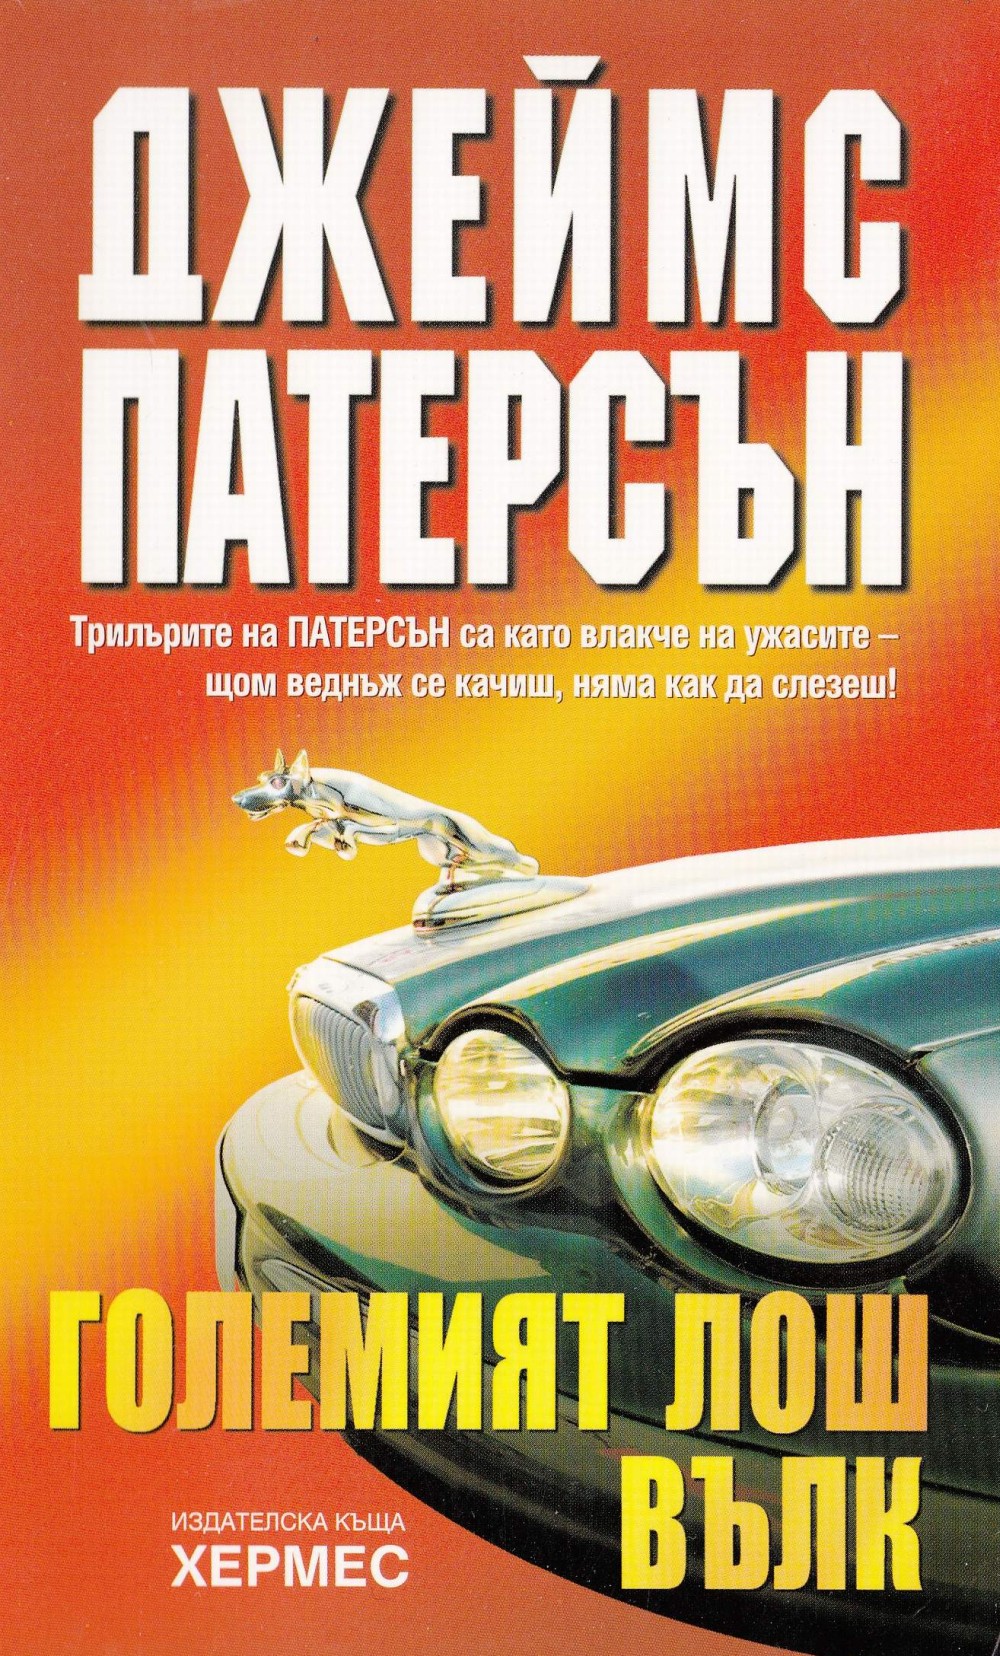 ДЖЕЙМС
ПАТЕРСЪН
Трилърите на ПАТЕРСЪН са като влакче на ужасите –
щом веднъж се качиш, няма как да слезеш!
ГОЛЕМИЯТ ЛОШ
ВЪЛК
ИЗДАТЕЛСКА КЪЩА
ХЕРМЕС